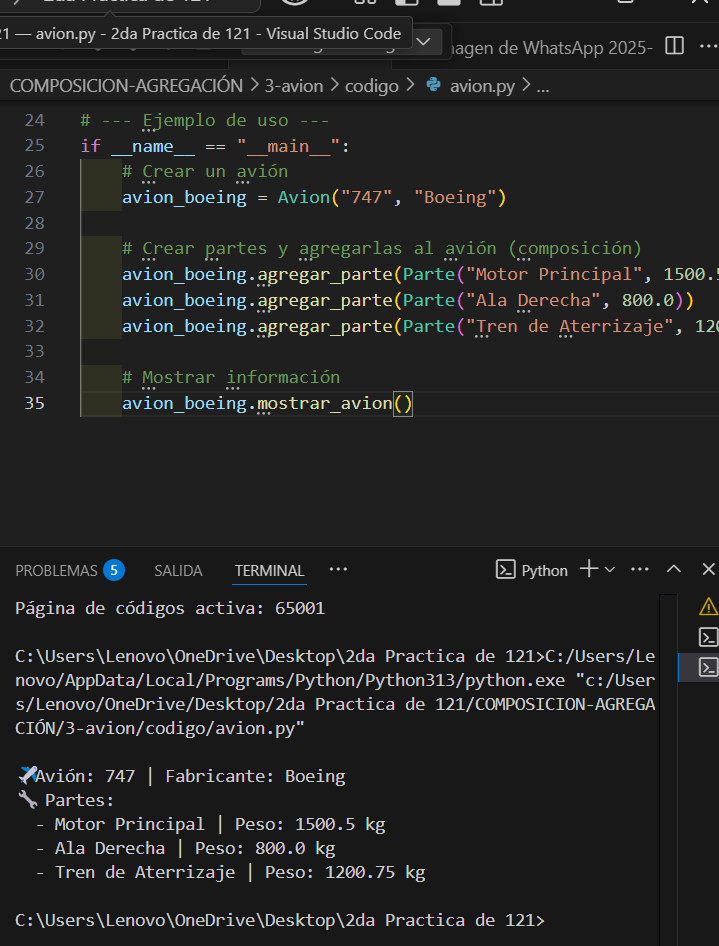 21 — avion.py - 2da Practica de 121 - Visual Studio Code
magen de WhatsApp 2025-
COMPOSICION-AGREGACIÓN > 3-avion > codigo > avion.py > ...
24 # --- Ejemplo de uso ---
25 if __name__ == "__main__":
26     # Crear un avión
27     avion_boeing = Avion("747", "Boeing")
28
29     # Crear partes y agregarlas al avión (composición)
30     avion_boeing.agregar_parte(Parte("Motor Principal", 1500.5
31     avion_boeing.agregar_parte(Parte("Ala Derecha", 800.0))
32     avion_boeing.agregar_parte(Parte("Tren de Aterrizaje", 120
33
34     # Mostrar información
35     avion_boeing.mostrar_avion()
PROBLEMAS 5 SALIDA TERMINAL ··· Python
Página de códigos activa: 65001
C:\Users\Lenovo\OneDrive\Desktop\2da Practica de 121>C:/Users/Le
novo/AppData/Local/Programs/Python/Python313/python.exe "c:/User
s/Lenovo/OneDrive/Desktop/2da Practica de 121/COMPOSICION-AGREGA
CIÓN/3-avion/codigo/avion.py"
✈️Avión: 747 | Fabricante: Boeing
🔧 Partes:
- Motor Principal | Peso: 1500.5 kg
- Ala Derecha | Peso: 800.0 kg
- Tren de Aterrizaje | Peso: 1200.75 kg
C:\Users\Lenovo\OneDrive\Desktop\2da Practica de 121>